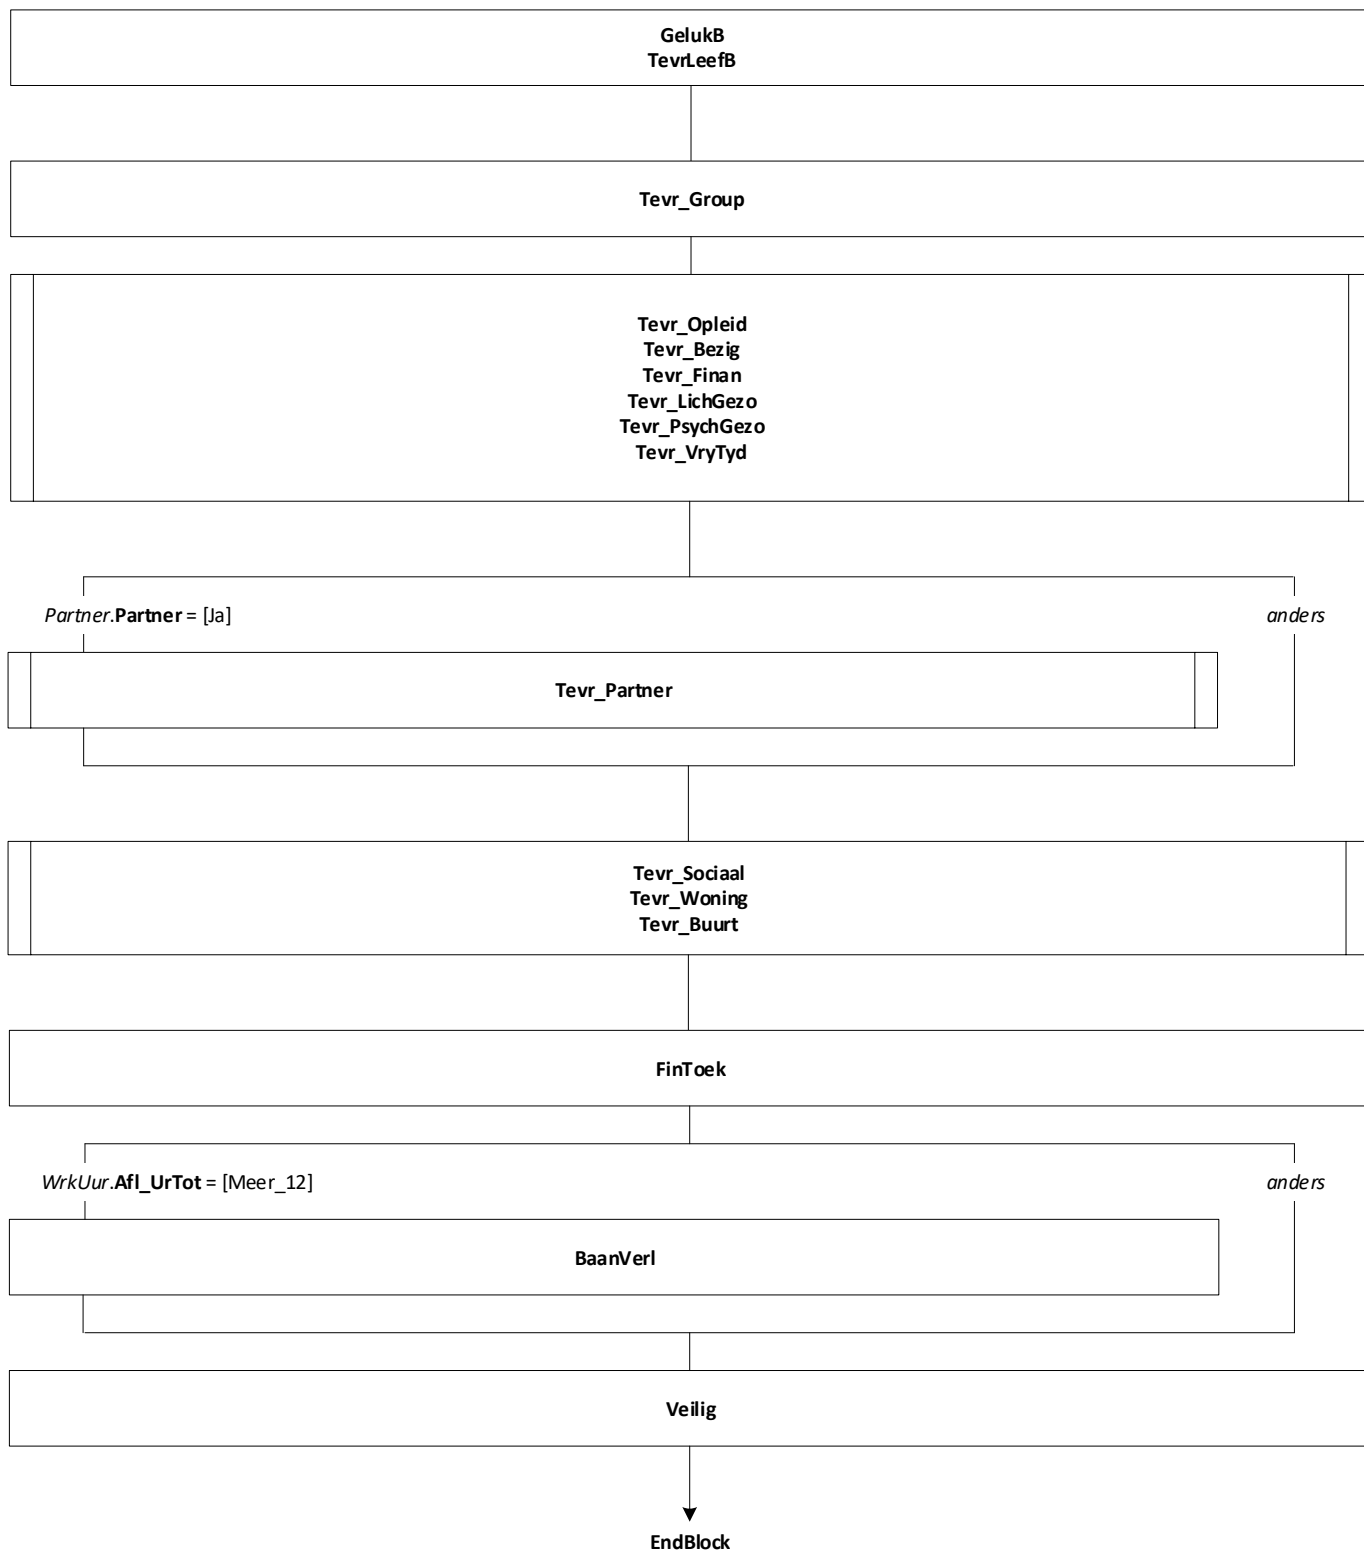 GelukB
TevrLeefB
Tevr_Group
Tevr_Opleid
Tevr_Bezig
Tevr_Finan
Tevr_LichGezo
Tevr_PsychGezo
Tevr_VryTyd
Partner.Partner = [Ja]
anders
Tevr_Partner
Tevr_Sociaal
Tevr_Woning
Tevr_Buurt
FinToek
WrkUur.Afl_UrTot = [Meer_12]
anders
BaanVerl
Veilig
EndBlock